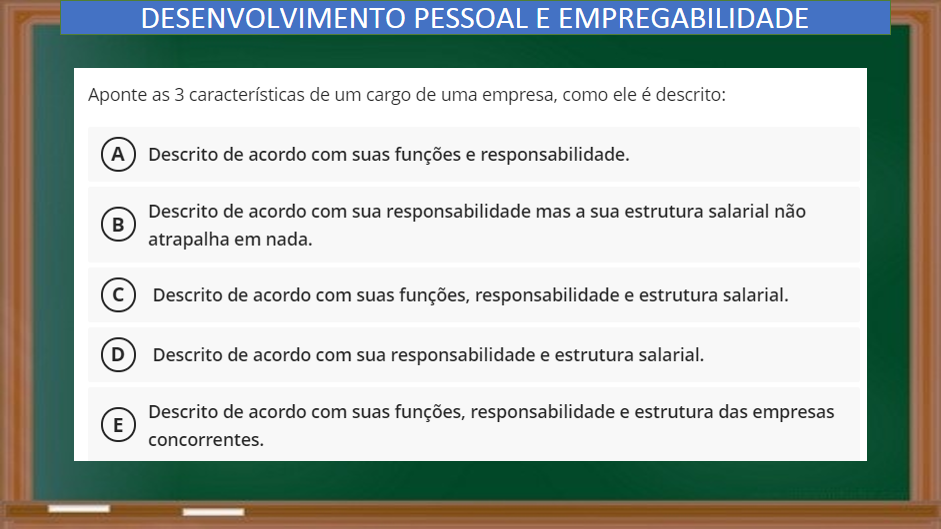 DESENVOLVIMENTO PESSOAL E EMPREGABILIDADE
Aponte as 3 características de um cargo de uma empresa, como ele é descrito:
A Descrito de acordo com suas funções e responsabilidade.
B Descrito de acordo com sua responsabilidade mas a sua estrutura salarial não
atrapalha em nada.
C Descrito de acordo com suas funções, responsabilidade e estrutura salarial.
D Descrito de acordo com sua responsabilidade e estrutura salarial.
E Descrito de acordo com suas funções, responsabilidade e estrutura das empresas
concorrentes.